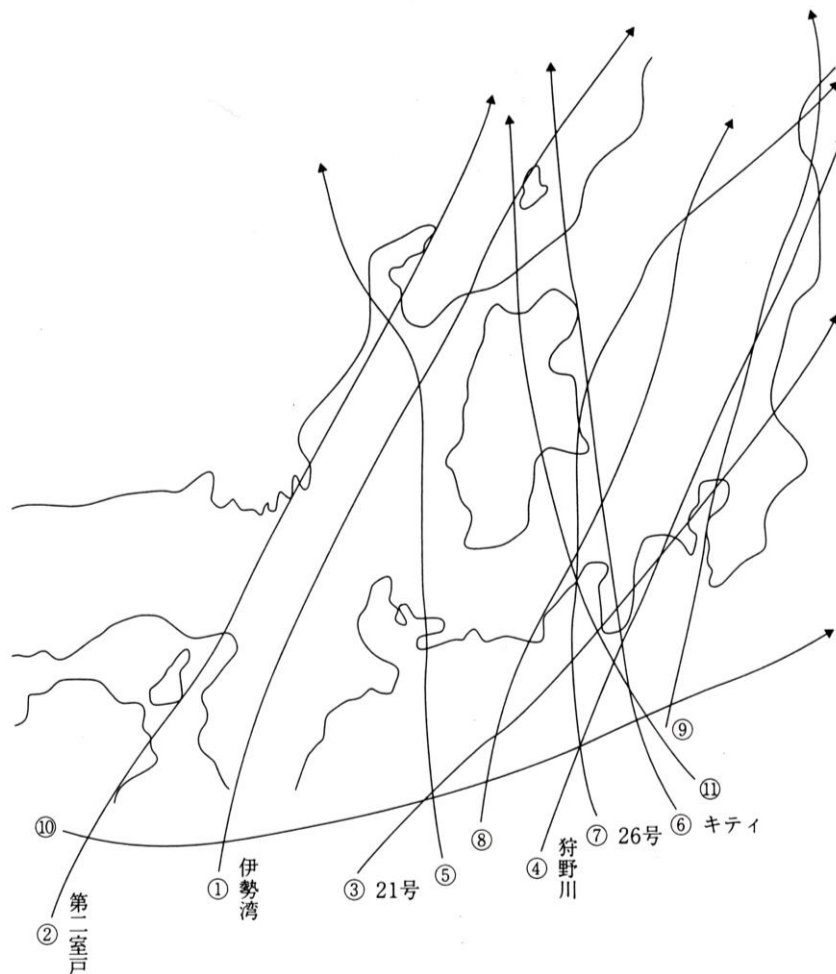 ⑨
⑪
⑩
⑧
⑥ キティ
⑦ 26号
⑤
④ 狩野川
③ 21号
① 伊勢湾
② 第二室戸